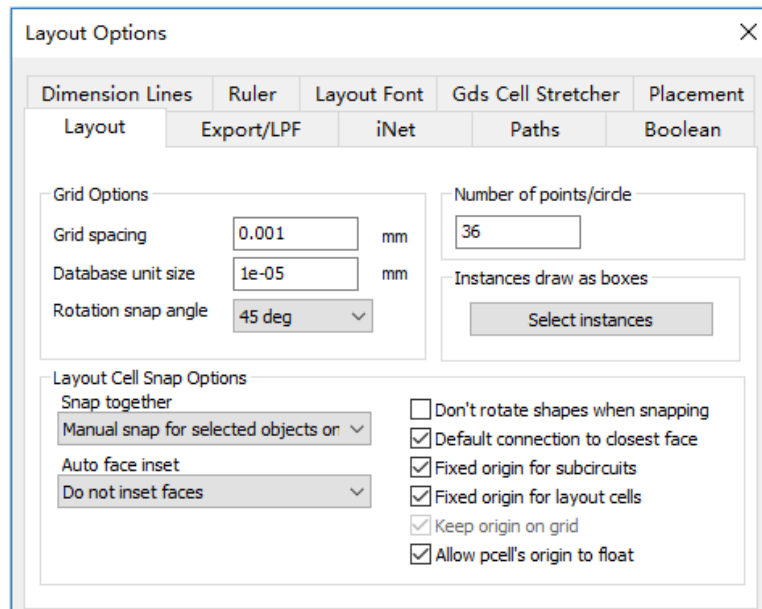 Layout Options
Dimension Lines Ruler Layout Font Gds Cell Stretcher Placement
Layout Export/LPF iNet Paths Boolean
Grid Options
Grid spacing 0.001 mm
Database unit size 1e-05 mm
Rotation snap angle 45 deg
Number of points/circle
36
Instances draw as boxes
Select instances
Layout Cell Snap Options
Snap together
Manual snap for selected objects on
Auto face inset
Do not inset faces
Don't rotate shapes when snapping
Default connection to closest face
Fixed origin for subcircuits
Fixed origin for layout cells
Keep origin on grid
Allow pcell's origin to float